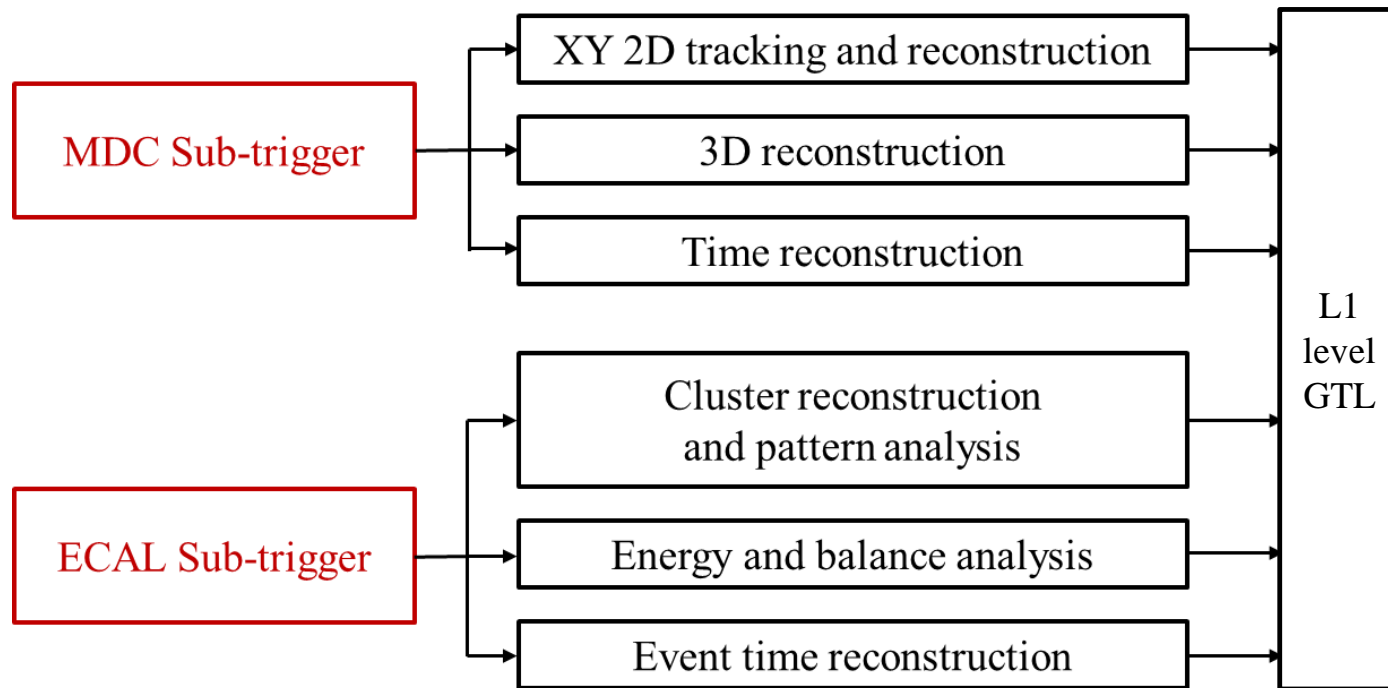 XY 2D tracking and reconstruction
MDC Sub-trigger
3D reconstruction
Time reconstruction
Cluster reconstruction
and pattern analysis
ECAL Sub-trigger
Energy and balance analysis
Event time reconstruction
L1
level
GTL